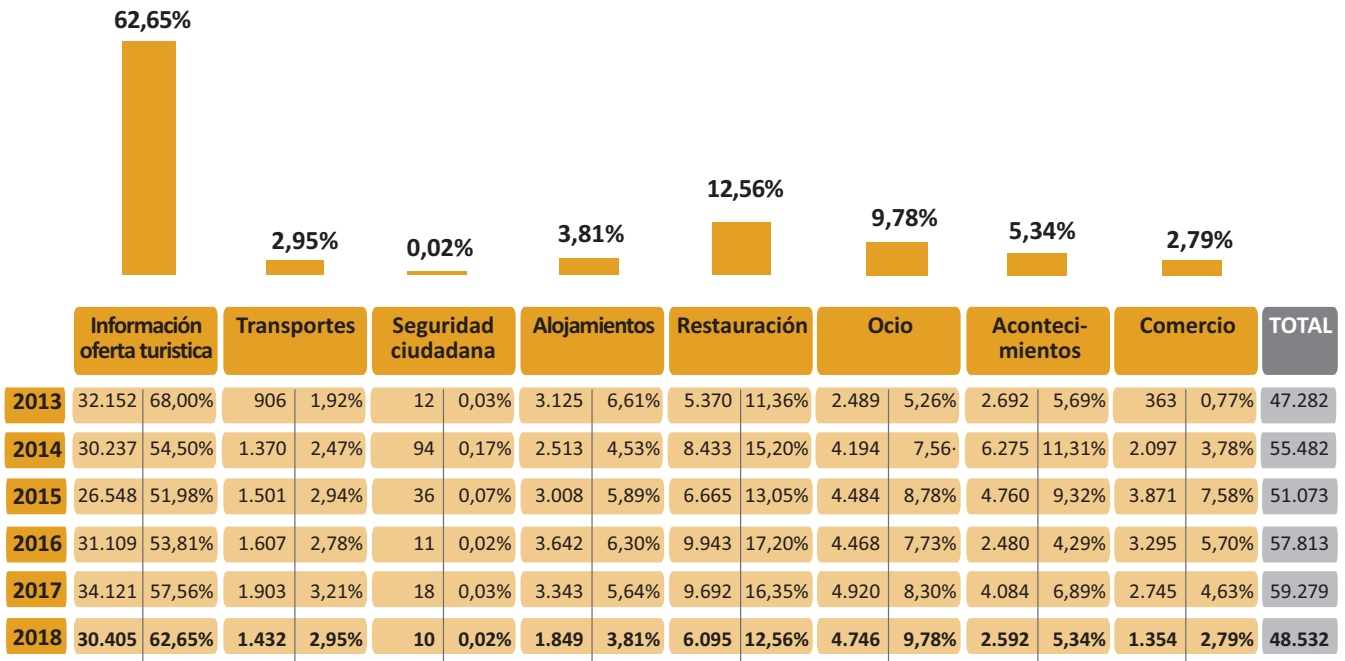 62,65%
12,56%
9,78%
5,34%
3,81%
2,95%
2,79%
0,02%
Información Transportes Seguridad Alojamientos Restauración Ocio Aconteci- Comercio TOTAL
oferta turistica ciudadana mientos
2013 32.152 68,00% 906 1,92% 12 0,03% 3.125 6,61% 5.370 11,36% 2.489 5,26% 2.692 5,69% 363 0,77% 47.282
2014 30.237 54,50% 1.370 2,47% 94 0,17% 2.513 4,53% 8.433 15,20% 4.194 7,56· 6.275 11,31% 2.097 3,78% 55.482
2015 26.548 51,98% 1.501 2,94% 36 0,07% 3.008 5,89% 6.665 13,05% 4.484 8,78% 4.760 9,32% 3.871 7,58% 51.073
2016 31.109 53,81% 1.607 2,78% 11 0,02% 3.642 6,30% 9.943 17,20% 4.468 7,73% 2.480 4,29% 3.295 5,70% 57.813
2017 34.121 57,56% 1.903 3,21% 18 0,03% 3.343 5,64% 9.692 16,35% 4.920 8,30% 4.084 6,89% 2.745 4,63% 59.279
2018 30.405 62,65% 1.432 2,95% 10 0,02% 1.849 3,81% 6.095 12,56% 4.746 9,78% 2.592 5,34% 1.354 2,79% 48.532